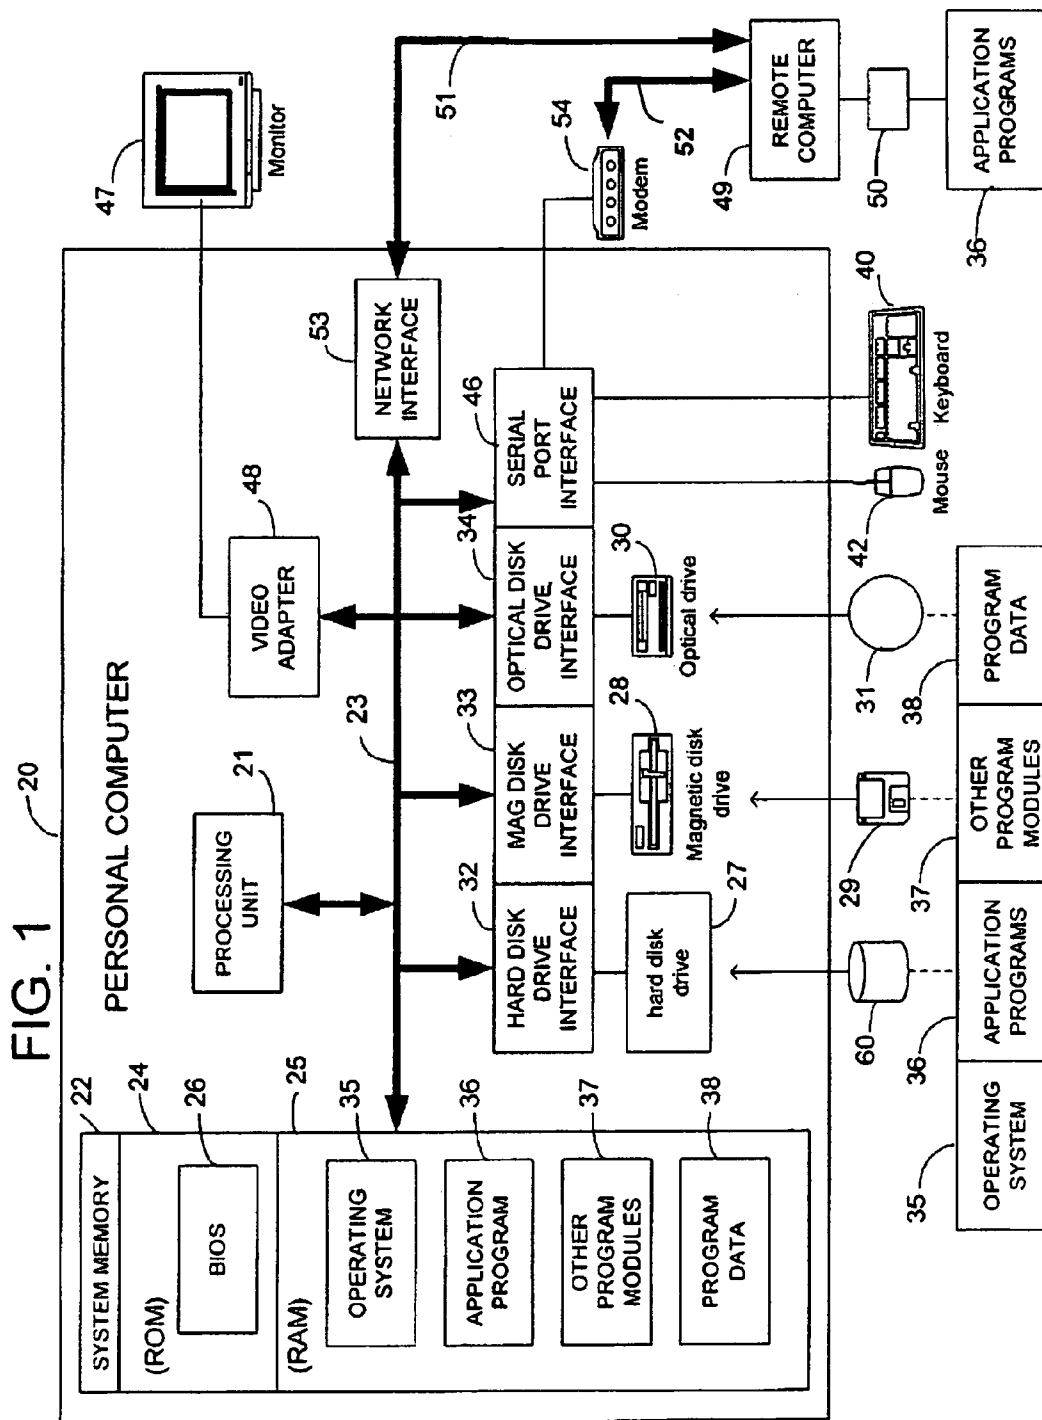 FIG. 1
20
PERSONAL COMPUTER
22
SYSTEM MEMORY
24
(ROM)
26
BIOS
25
(RAM)
35
OPERATING
SYSTEM
36
APPLICATION
PROGRAM
37
OTHER
PROGRAM
MODULES
38
PROGRAM
DATA
21
PROCESSING
UNIT
23
48
VIDEO
ADAPTER
47
Monitor
53
NETWORK
INTERFACE
51
32
HARD DISK
DRIVE
INTERFACE
33
MAG DISK
DRIVE
INTERFACE
34
OPTICAL DISK
DRIVE
INTERFACE
46
SERIAL
PORT
INTERFACE
27
hard disk
drive
28
Magnetic disk
drive
30
Optical drive
54
Modem
52
49
REMOTE
COMPUTER
50
36
APPLICATION
PROGRAMS
60
29
31
42
Mouse
40
Keyboard
35
OPERATING
SYSTEM
36
APPLICATION
PROGRAMS
37
OTHER
PROGRAM
MODULES
38
PROGRAM
DATA